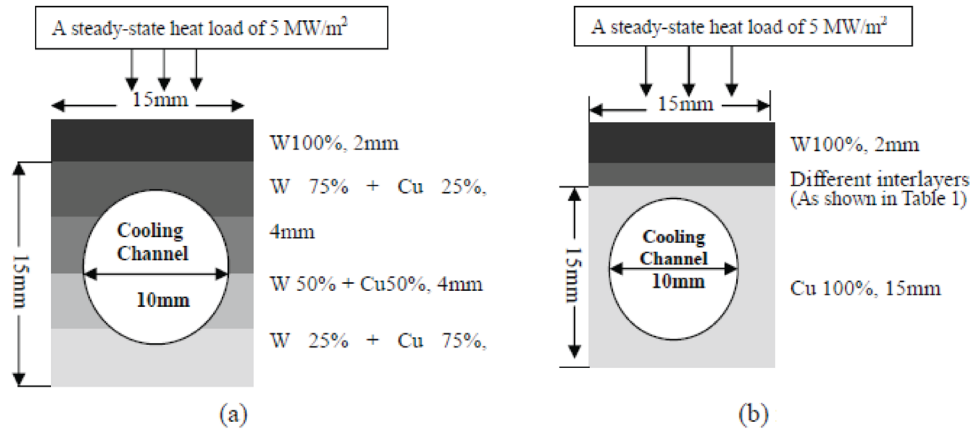 A steady-state heat load of 5 MW/m²
15mm
W100%, 2mm
W 75% + Cu 25%,
4mm
W 50% + Cu50%, 4mm
W 25% + Cu 75%,
15mm
Cooling
Channel
10mm
(a)
A steady-state heat load of 5 MW/m²
15mm
W100%, 2mm
Different interlayers
(As shown in Table 1)
15mm
Cooling
Channel
10mm
Cu 100%, 15mm
(b)